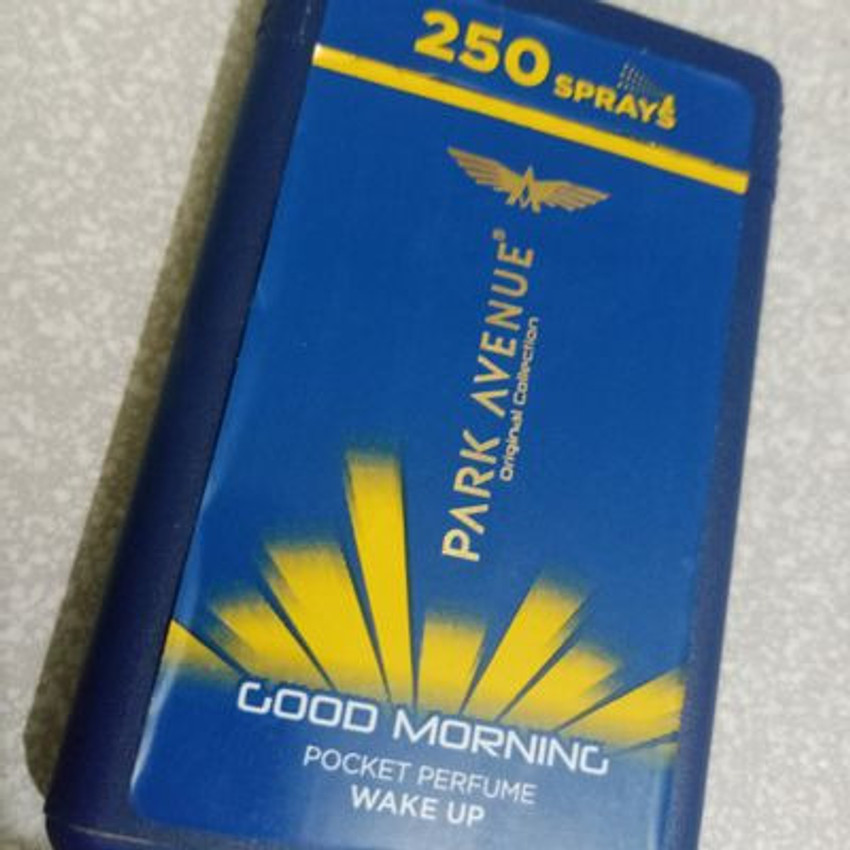 250 SPRAYS
PARK AVENUE®
Original Collection
GOOD MORNING
POCKET PERFUME
WAKE UP